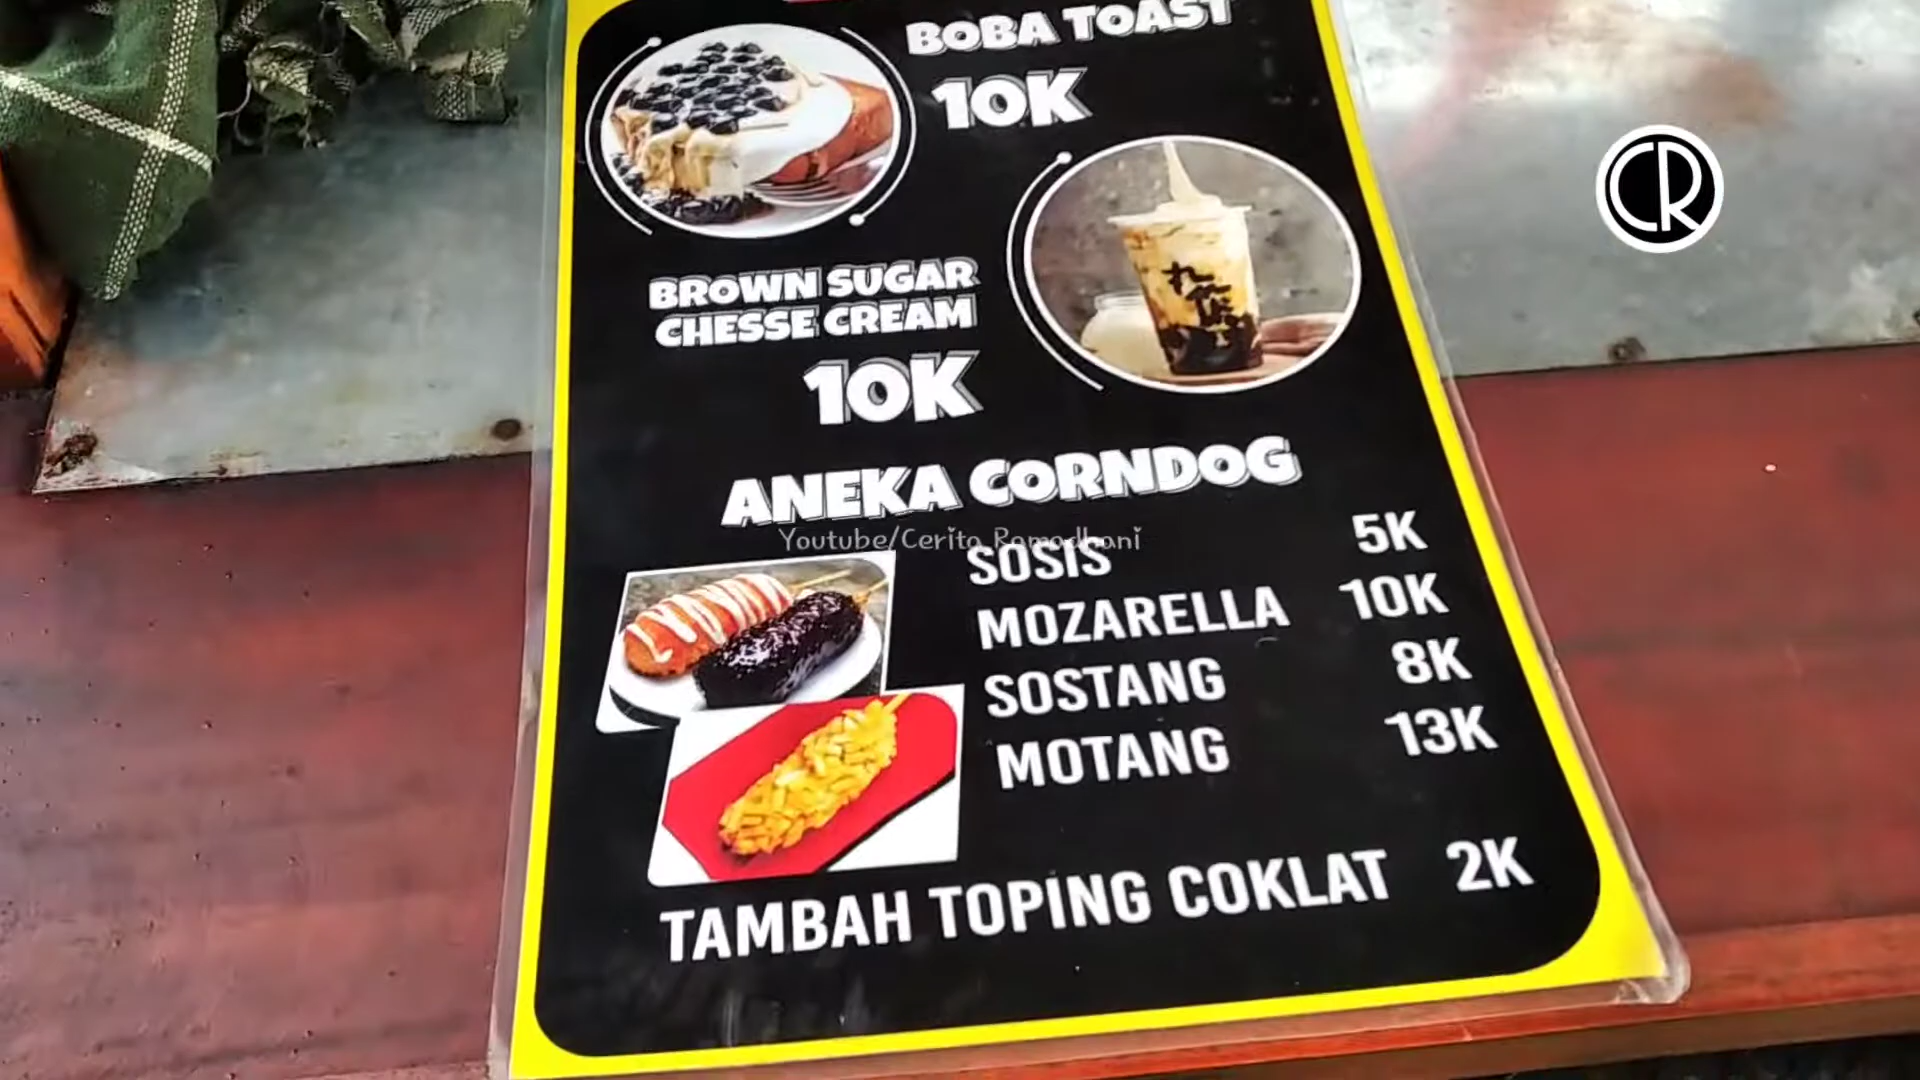 BOBA TOAST
10K
BROWN SUGAR
CHESSE CREAM
10K
ANEKA CORNDOG
Youtube/Cerita Ramadhani
SOSIS 5K
MOZARELLA 10K
SOSTANG 8K
MOTANG 13K
TAMBAH TOPING COKLAT 2K
CR